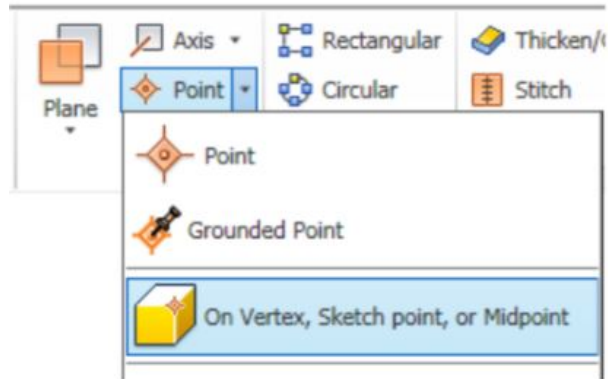 Axis
Rectangular
Thicken/
Plane
Point
Circular
Stitch
Point
Grounded Point
On Vertex, Sketch point, or Midpoint